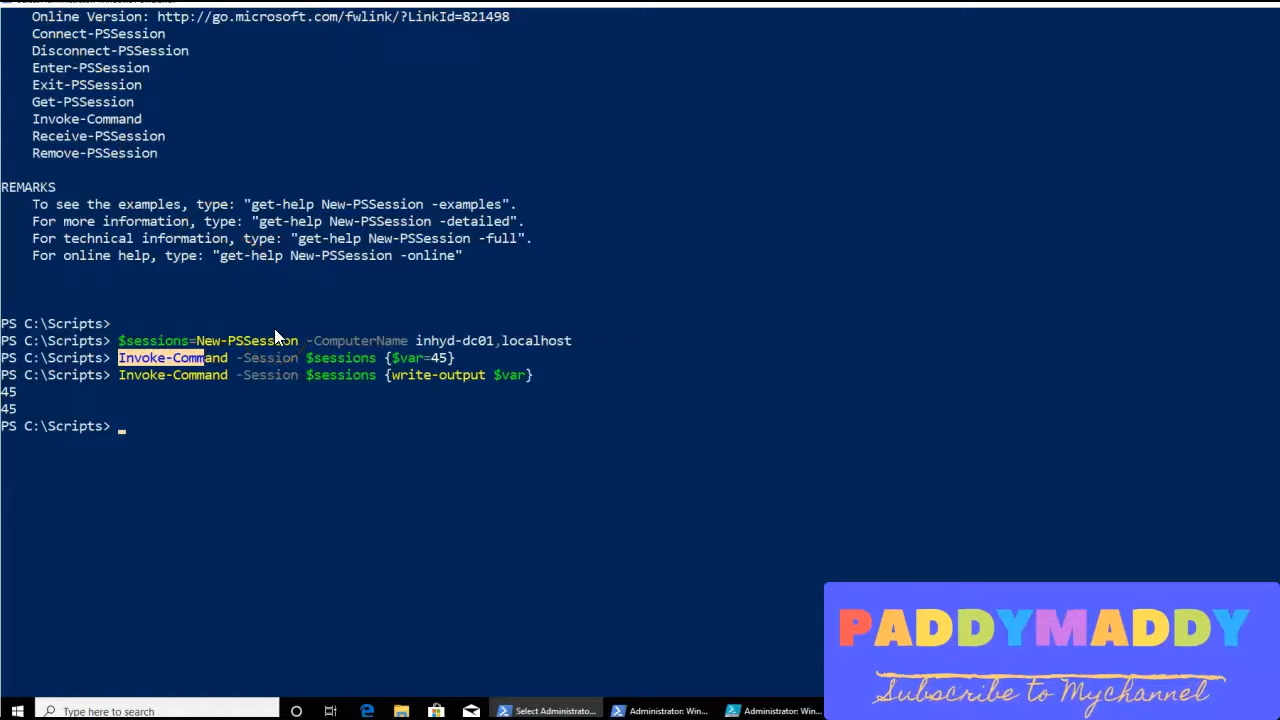 Online Version: http://go.microsoft.com/fwlink/?LinkId=821498
Connect-PSSession
Disconnect-PSSession
Enter-PSSession
Exit-PSSession
Get-PSSession
Invoke-Command
Receive-PSSession
Remove-PSSession
REMARKS
To see the examples, type: "get-help New-PSSession -examples".
For more information, type: "get-help New-PSSession -detailed".
For technical information, type: "get-help New-PSSession -full".
For online help, type: "get-help New-PSSession -online"
PS C:\Scripts>
PS C:\Scripts> $sessions=New-PSSession -ComputerName inhyd-dc01,localhost
PS C:\Scripts> Invoke-Command -Session $sessions {$var=45}
PS C:\Scripts> Invoke-Command -Session $sessions {write-output $var}
45
45
PS C:\Scripts>
PADDYMADDY
Subscribe to Mychannel
Type here to search
Select Administrato...
Administrator: Win...
Administrator: Win...